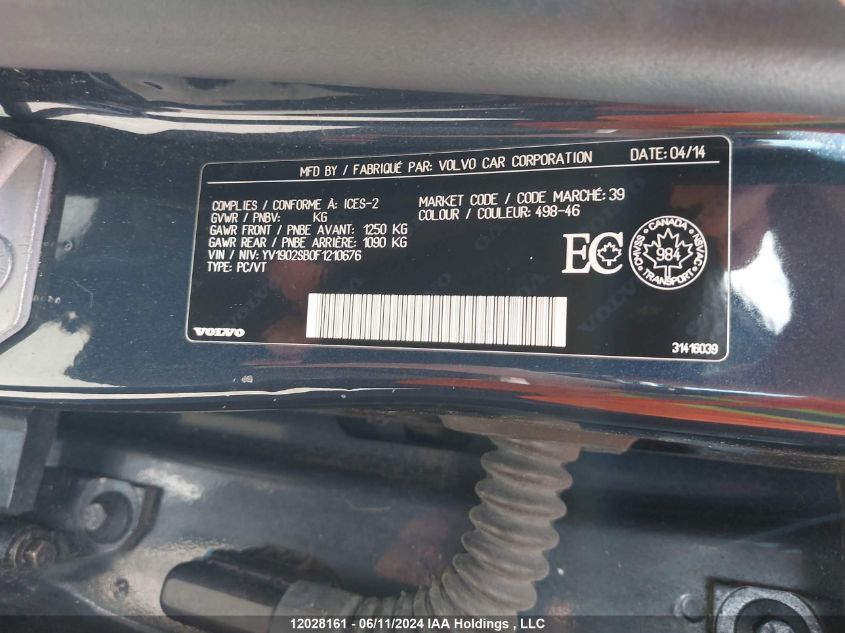 MFD BY / FABRIQUÉ PAR: VOLVO CAR CORPORATION DATE: 04/14
COMPLIES / CONFORME À: ICES-2
GVWR / PNBV: KG
GAWR FRONT / PNBE AVANT: 1250 KG
GAWR REAR / PNBE ARRIÈRE: 1090 KG
VIN / NIV: YV1902SB0F1210676
TYPE: PC/VT
MARKET CODE / CODE MARCHÉ: 39
COLOUR / COULEUR: 498-46
EC
CANADA
CMVSS 984 NSVAC
TRANSPORT
VOLVO
31416039
12028161 - 06/11/2024 IAA Holdings , LLC